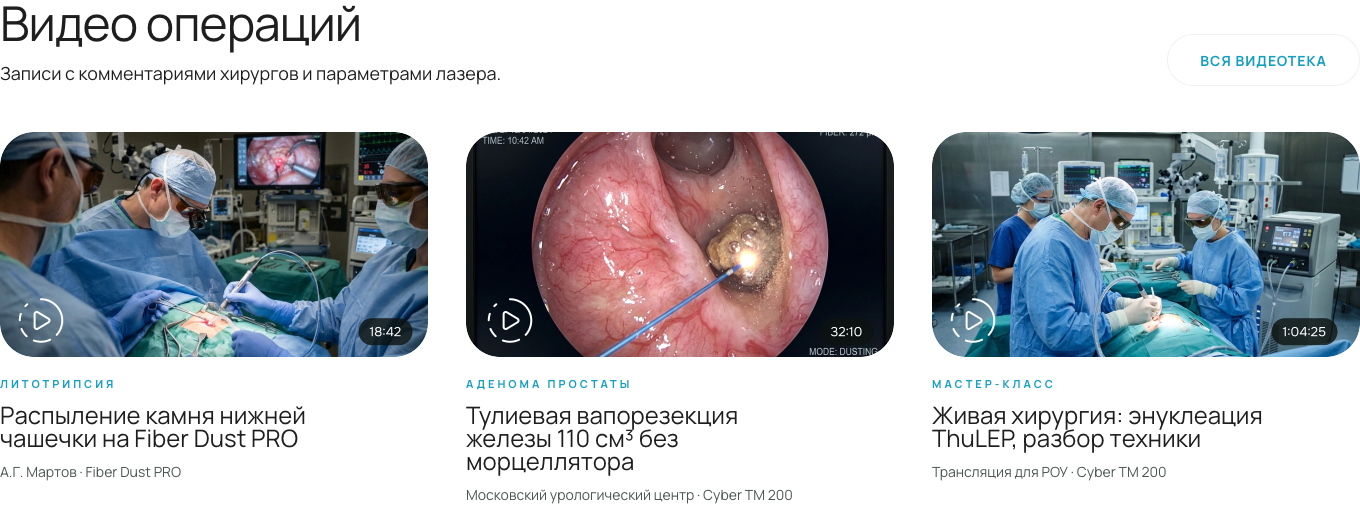 Видео операций
Записи с комментариями хирургов и параметрами лазера.
ВСЯ ВИДЕОТЕКА
TIME: 10:42 AM
18:42
32:10
MODE: DUSTING
1:04:25
ЛИТОТРИПСИЯ
Распыление камня нижней
чашечки на Fiber Dust PRO
А.Г. Мартов · Fiber Dust PRO
АДЕНОМА ПРОСТАТЫ
Тулиевая вапорезекция
железы 110 см³ без
морцеллятора
Московский урологический центр · Cyber TM 200
МАСТЕР-КЛАСС
Живая хирургия: энуклеация
ThuLEP, разбор техники
Трансляция для РОУ · Cyber TM 200